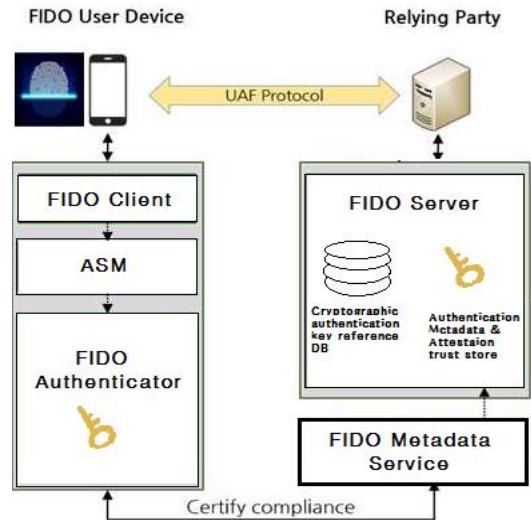 FIDO User Device
Relying Party
UAF Protocol
FIDO Client
ASM
FIDO
Authenticator
FIDO Server
Cryptographic
authentication
key reference
DB
Authentication
Metadata &
Attestaion
trust store
FIDO Metadata
Service
Certify compliance